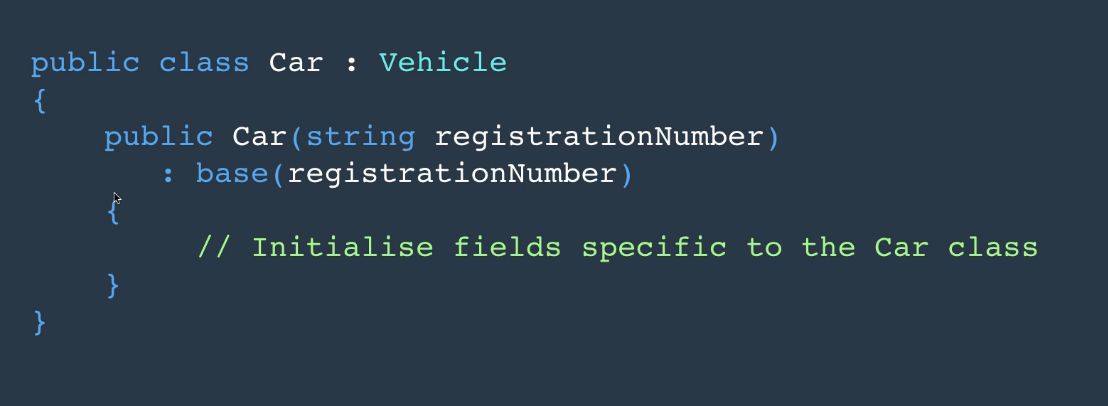 public class Car : Vehicle
{
    public Car(string registrationNumber)
       : base(registrationNumber)
    {
         // Initialise fields specific to the Car class
    }
}